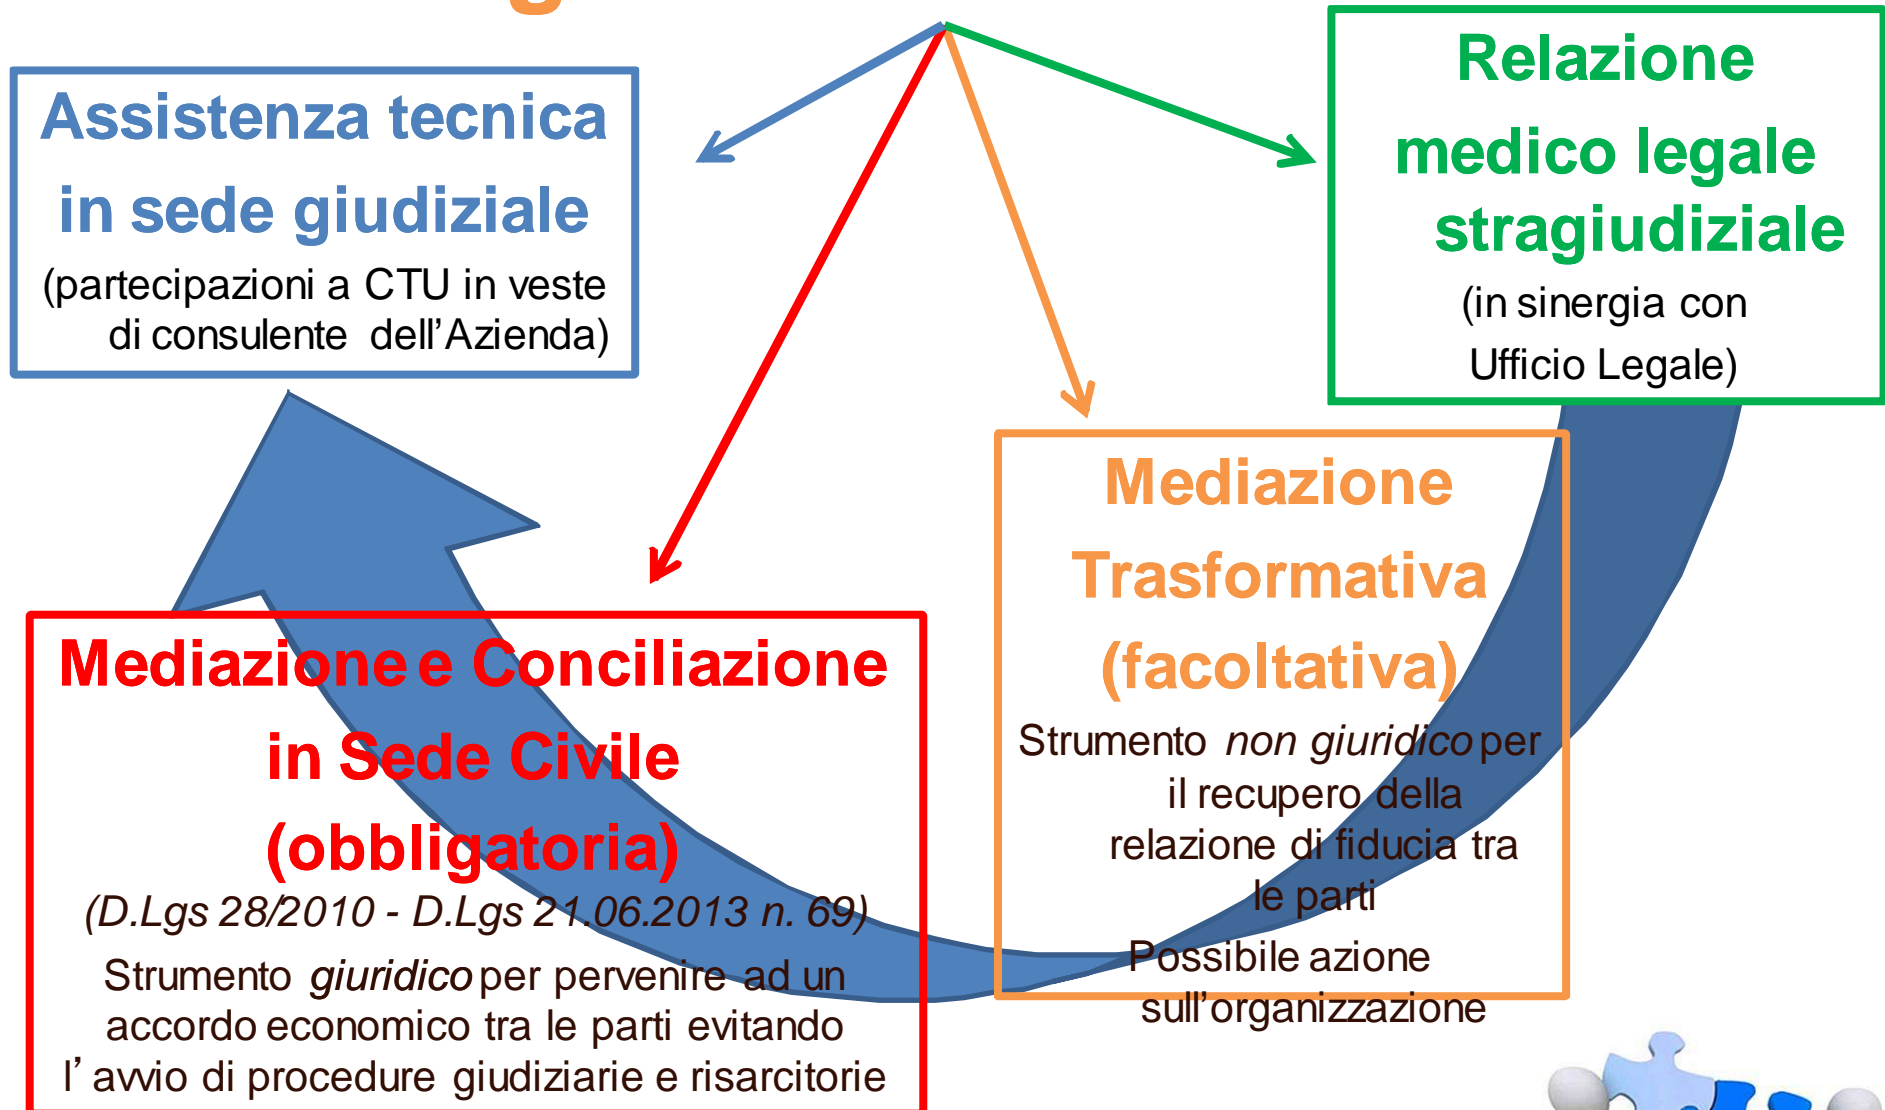 Assistenza tecnica
in sede giudiziale
(partecipazioni a CTU in veste
di consulente dell’Azienda)
Relazione
medico legale
stragiudiziale
(in sinergia con
Ufficio Legale)
Mediazione e Conciliazione
in Sede Civile
(obbligatoria)
(D.Lgs 28/2010 - D.Lgs 21.06.2013 n. 69)
Strumento giuridico per pervenire ad un
accordo economico tra le parti evitando
l’ avvio di procedure giudiziarie e risarcitorie
Mediazione
Trasformativa
(facoltativa)
Strumento non giuridico per
il recupero della
relazione di fiducia tra
le parti
Possibile azione
sull’organizzazione